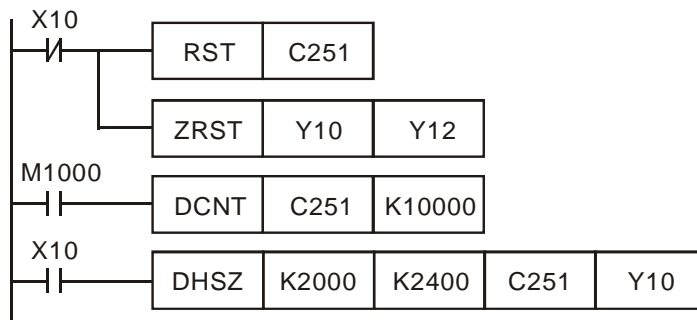 X10
RST C251
ZRST Y10 Y12
M1000
DCNT C251 K10000
X10
DHSZ K2000 K2400 C251 Y10